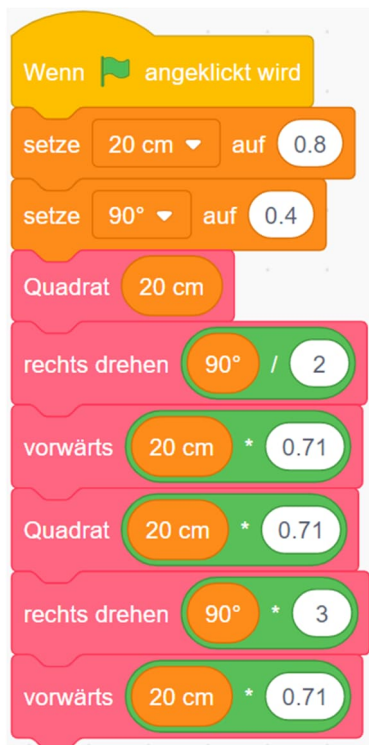 Wenn angeklickt wird
setze 20 cm auf 0.8
setze 90° auf 0.4
Quadrat 20 cm
rechts drehen 90° / 2
vorwärts 20 cm * 0.71
Quadrat 20 cm * 0.71
rechts drehen 90° * 3
vorwärts 20 cm * 0.71